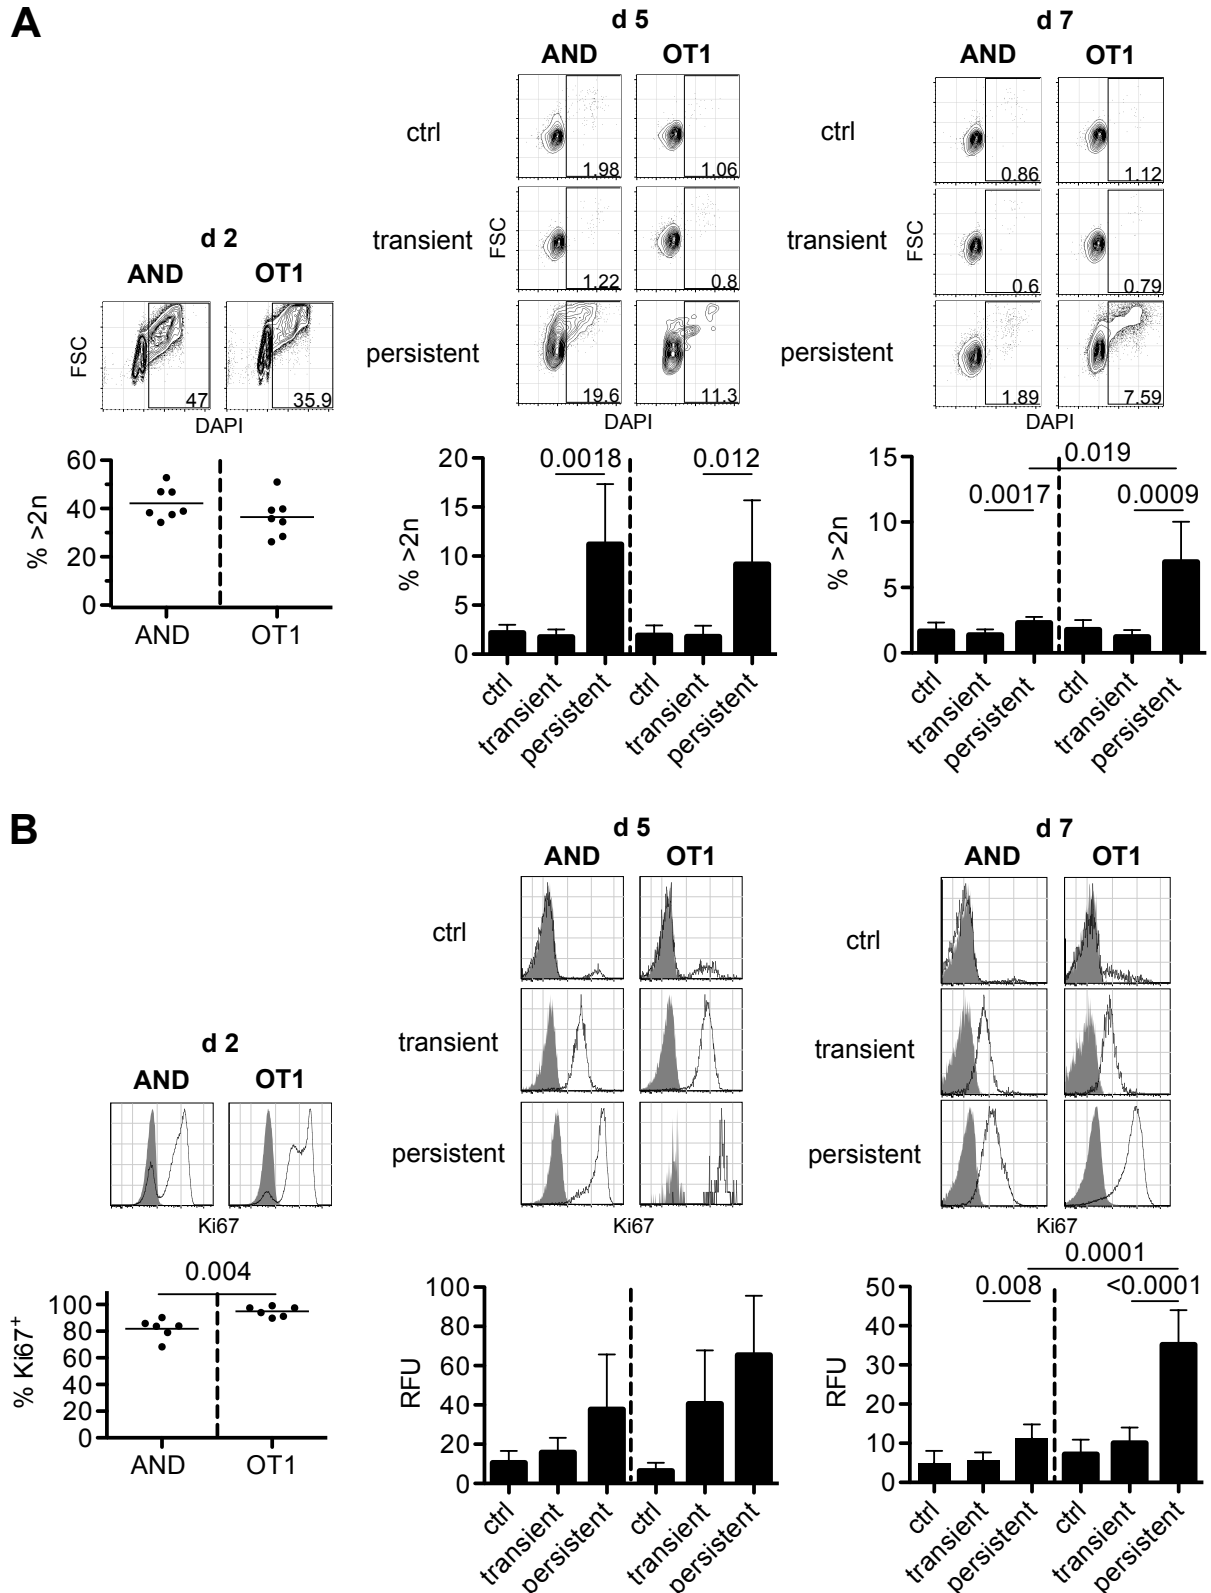 A
d 5
d 7
AND OT1
AND OT1
ctrl
1.98
1.06
ctrl
0.86
1.12
transient
FSC
1.22
0.8
transient
FSC
0.6
0.79
d 2
AND OT1
FSC
47
35.9
DAPI
persistent
19.6
11.3
DAPI
persistent
1.89
7.59
DAPI
% >2n
60
40
20
0
AND OT1
% >2n
20
15
10
5
0
0.0018
0.012
ctrl
transient
persistent
ctrl
transient
persistent
% >2n
15
10
5
0
0.019
0.0017
0.0009
ctrl
transient
persistent
ctrl
transient
persistent
B
d 5
d 7
AND OT1
AND OT1
ctrl
ctrl
transient
transient
d 2
AND OT1
Ki67
persistent
Ki67
persistent
Ki67
% Ki67+
100
80
60
40
20
0
0.004
AND OT1
RFU
100
80
60
40
20
0
ctrl
transient
persistent
ctrl
transient
persistent
RFU
50
40
30
20
10
0
0.0001
0.008
<0.0001
ctrl
transient
persistent
ctrl
transient
persistent